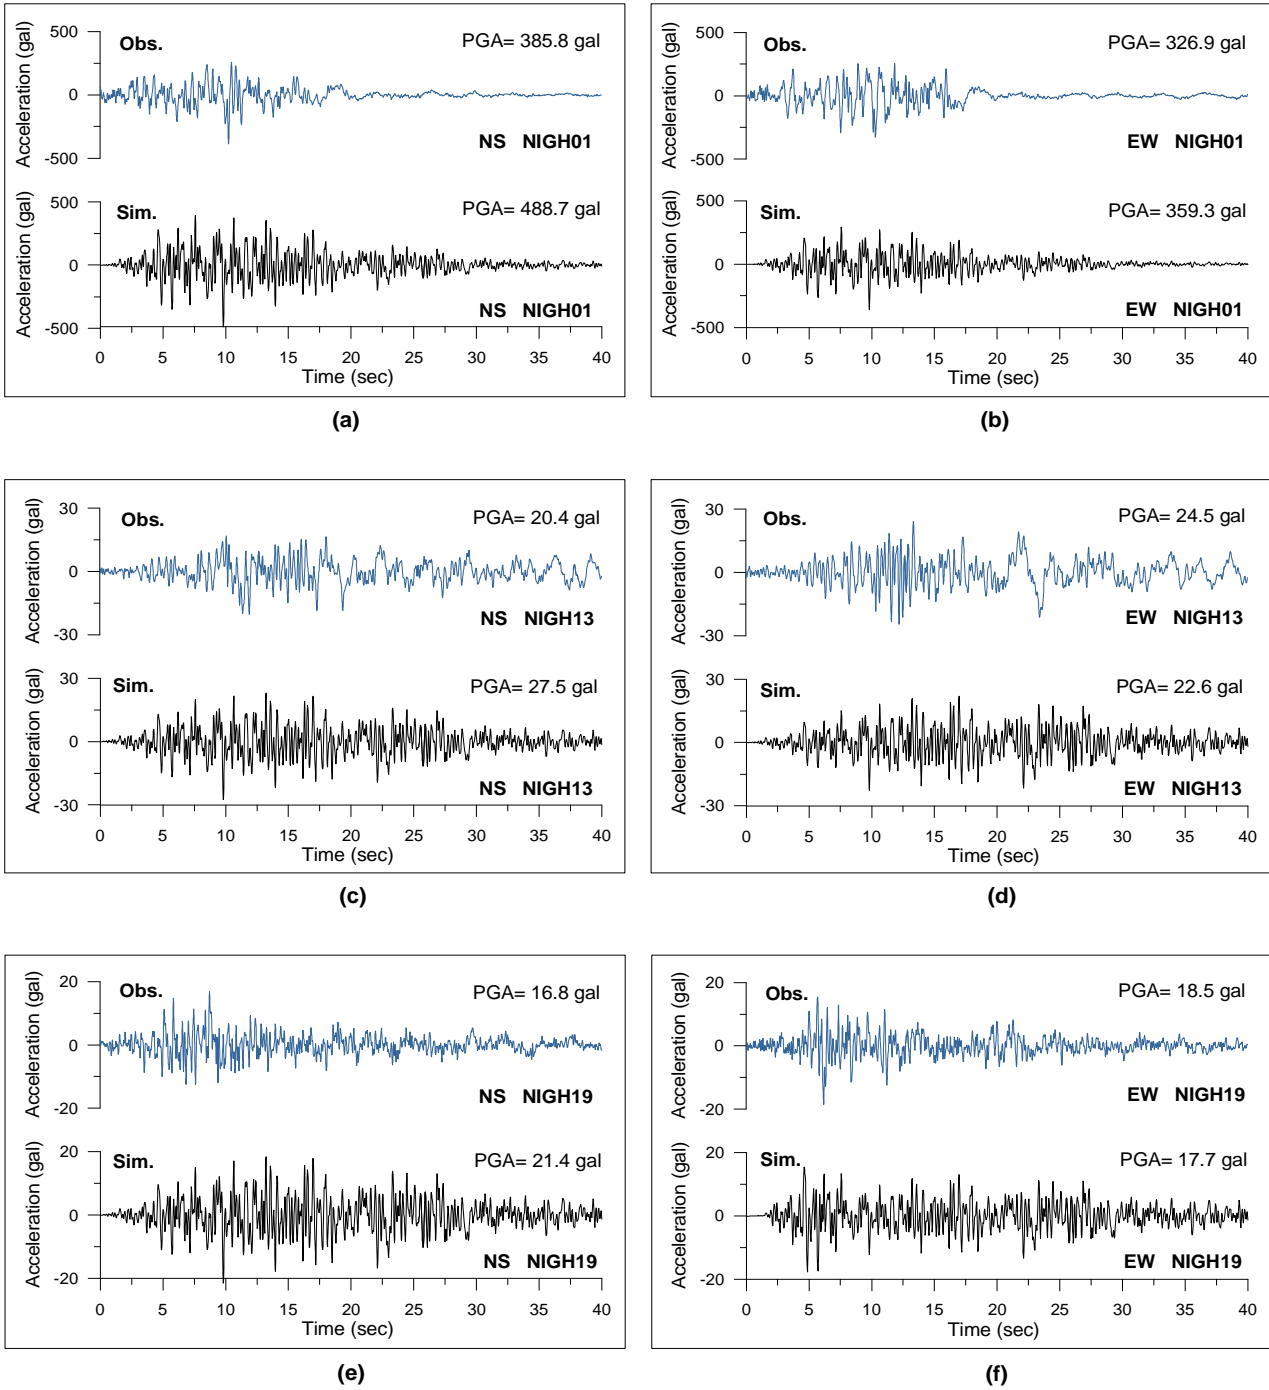 500
Obs.
PGA= 385.8 gal
0
Acceleration (gal)
NS NIGH01
-500
500
Sim.
PGA= 488.7 gal
0
Acceleration (gal)
NS NIGH01
-500
0 5 10 15 20 25 30 35 40
Time (sec)
(a)
500
Obs.
PGA= 326.9 gal
0
Acceleration (gal)
EW NIGH01
-500
500
Sim.
PGA= 359.3 gal
0
Acceleration (gal)
EW NIGH01
-500
0 5 10 15 20 25 30 35 40
Time (sec)
(b)
30
Obs.
PGA= 20.4 gal
0
Acceleration (gal)
NS NIGH13
-30
30
Sim.
PGA= 27.5 gal
0
Acceleration (gal)
NS NIGH13
-30
0 5 10 15 20 25 30 35 40
Time (sec)
(c)
30
Obs.
PGA= 24.5 gal
0
Acceleration (gal)
EW NIGH13
-30
30
Sim.
PGA= 22.6 gal
0
Acceleration (gal)
EW NIGH13
-30
0 5 10 15 20 25 30 35 40
Time (sec)
(d)
20
Obs.
PGA= 16.8 gal
0
Acceleration (gal)
NS NIGH19
-20
20
Sim.
PGA= 21.4 gal
0
Acceleration (gal)
NS NIGH19
-20
0 5 10 15 20 25 30 35 40
Time (sec)
(e)
20
Obs.
PGA= 18.5 gal
0
Acceleration (gal)
EW NIGH19
-20
20
Sim.
PGA= 17.7 gal
0
Acceleration (gal)
EW NIGH19
-20
0 5 10 15 20 25 30 35 40
Time (sec)
(f)